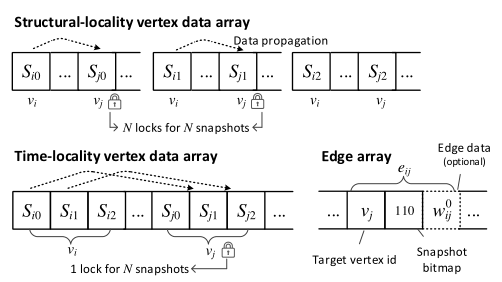 Structural-locality vertex data array
Data propagation
S_{i0} ... S_{j0} ... S_{i1} ... S_{j1} ... S_{i2} ... S_{j2} ...
v_i v_j v_i v_j v_i v_j
N locks for N snapshots
Time-locality vertex data array
Edge array
Edge data
(optional)
e_{ij}
S_{i0} S_{i1} S_{i2} ... S_{j0} S_{j1} S_{j2} ...
... v_j 110 w_{ij}^0 ...
v_i v_j
Target vertex id
Snapshot
bitmap
1 lock for N snapshots